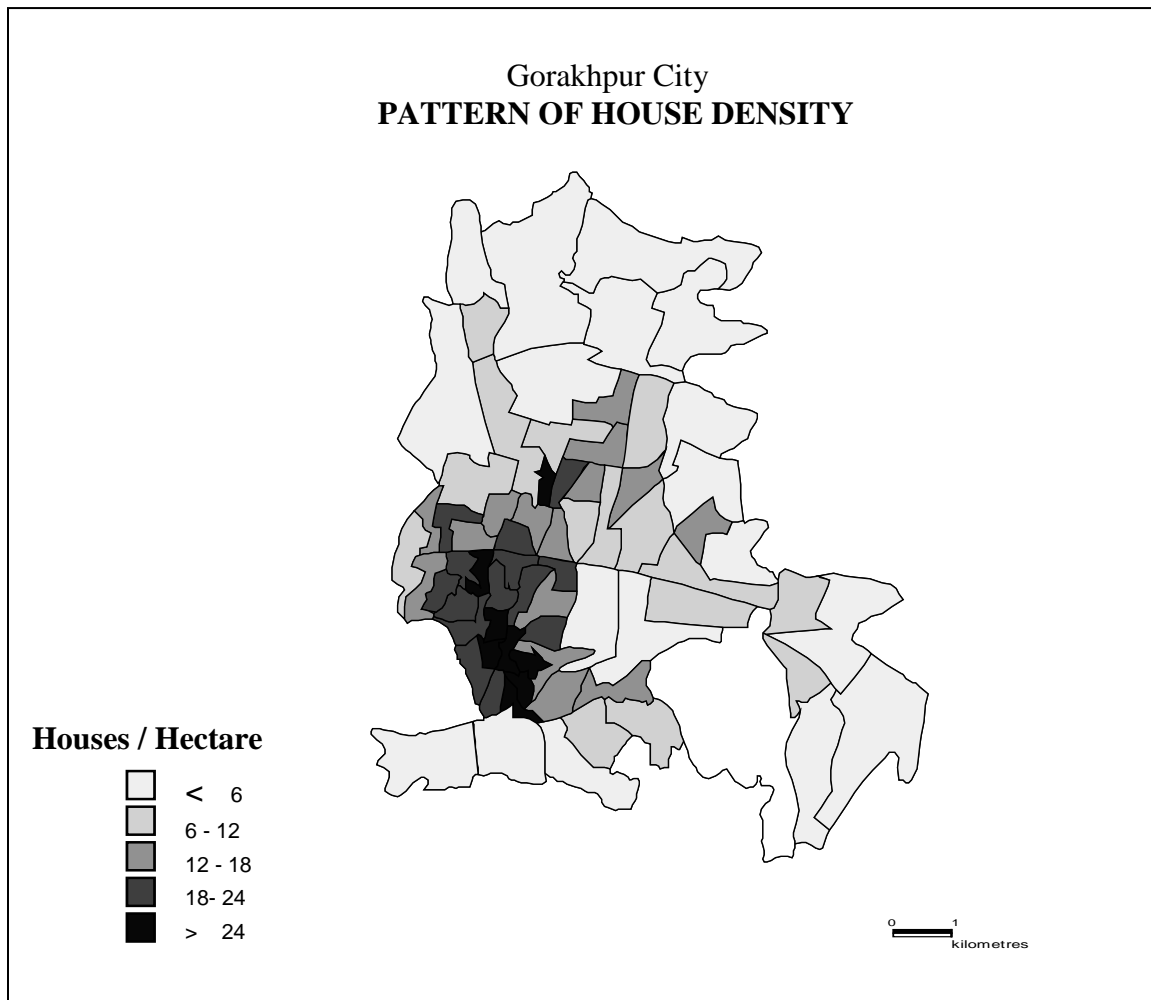 Gorakhpur City
PATTERN OF HOUSE DENSITY
Houses / Hectare
< 6
6 - 12
12 - 18
18- 24
> 24
0 1
kilometres